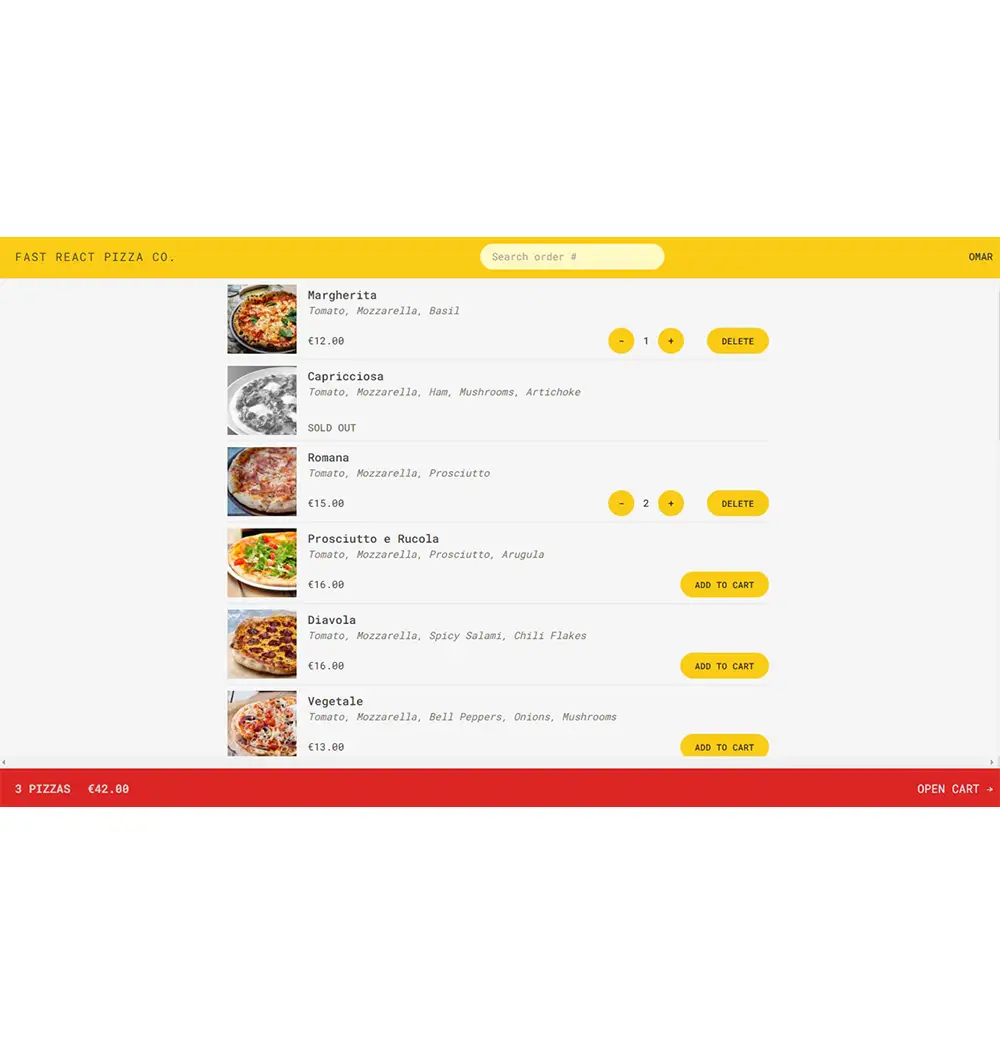 FAST REACT PIZZA CO.
Search order #
OMAR
Margherita
Tomato, Mozzarella, Basil
€12.00
- 1 + DELETE
Capricciosa
Tomato, Mozzarella, Ham, Mushrooms, Artichoke
SOLD OUT
Romana
Tomato, Mozzarella, Prosciutto
€15.00
- 2 + DELETE
Prosciutto e Rucola
Tomato, Mozzarella, Prosciutto, Arugula
€16.00
ADD TO CART
Diavola
Tomato, Mozzarella, Spicy Salami, Chili Flakes
€16.00
ADD TO CART
Vegetale
Tomato, Mozzarella, Bell Peppers, Onions, Mushrooms
€13.00
ADD TO CART
3 PIZZAS €42.00
OPEN CART →